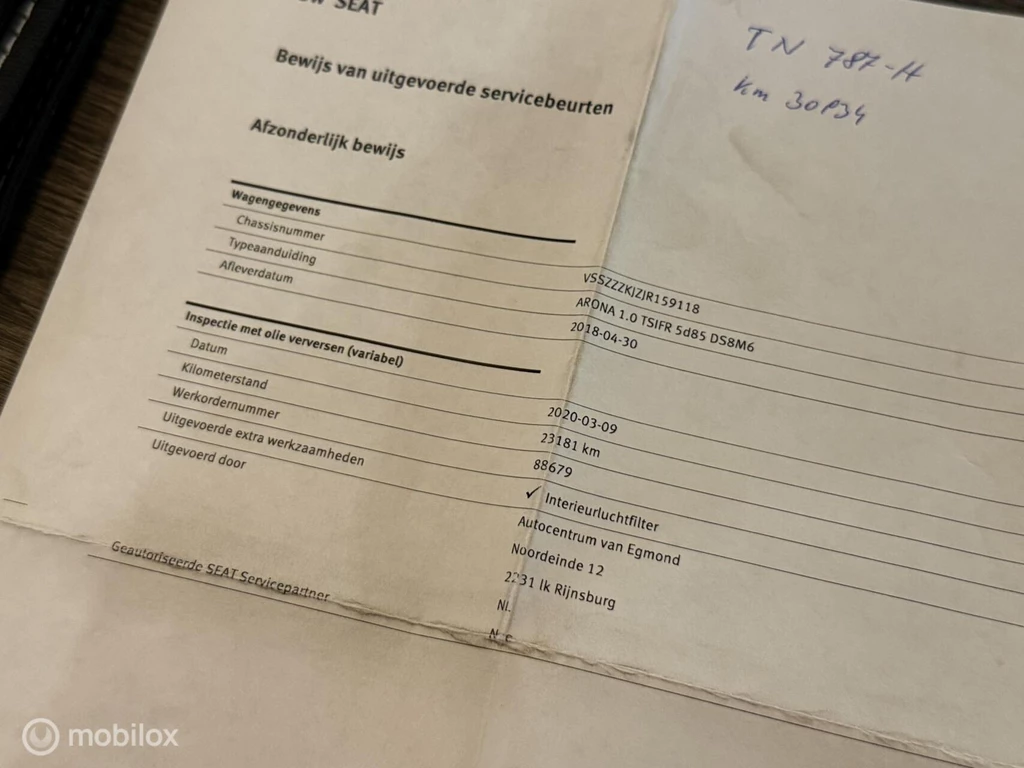 SEAT
TN 787-H
Km 30834
Bewijs van uitgevoerde servicebeurten
Afzonderlijk bewijs
Wagengegevens
Chassisnummer VSSZZZKJZJR159118
Typeaanduiding ARONA 1.0 TSIFR 5d85 DS8M6
Afleverdatum 2018-04-30
Inspectie met olie verversen (variabel)
Datum 2020-03-09
Kilometerstand 23181 km
Werkordernummer 88679
Uitgevoerde extra werkzaamheden ✓ Interieurluchtfilter
Uitgevoerd door Autocentrum van Egmond
Noordeinde 12
2231 lk Rijnsburg
Nl.
Geautoriseerde SEAT Servicepartner
mobilox